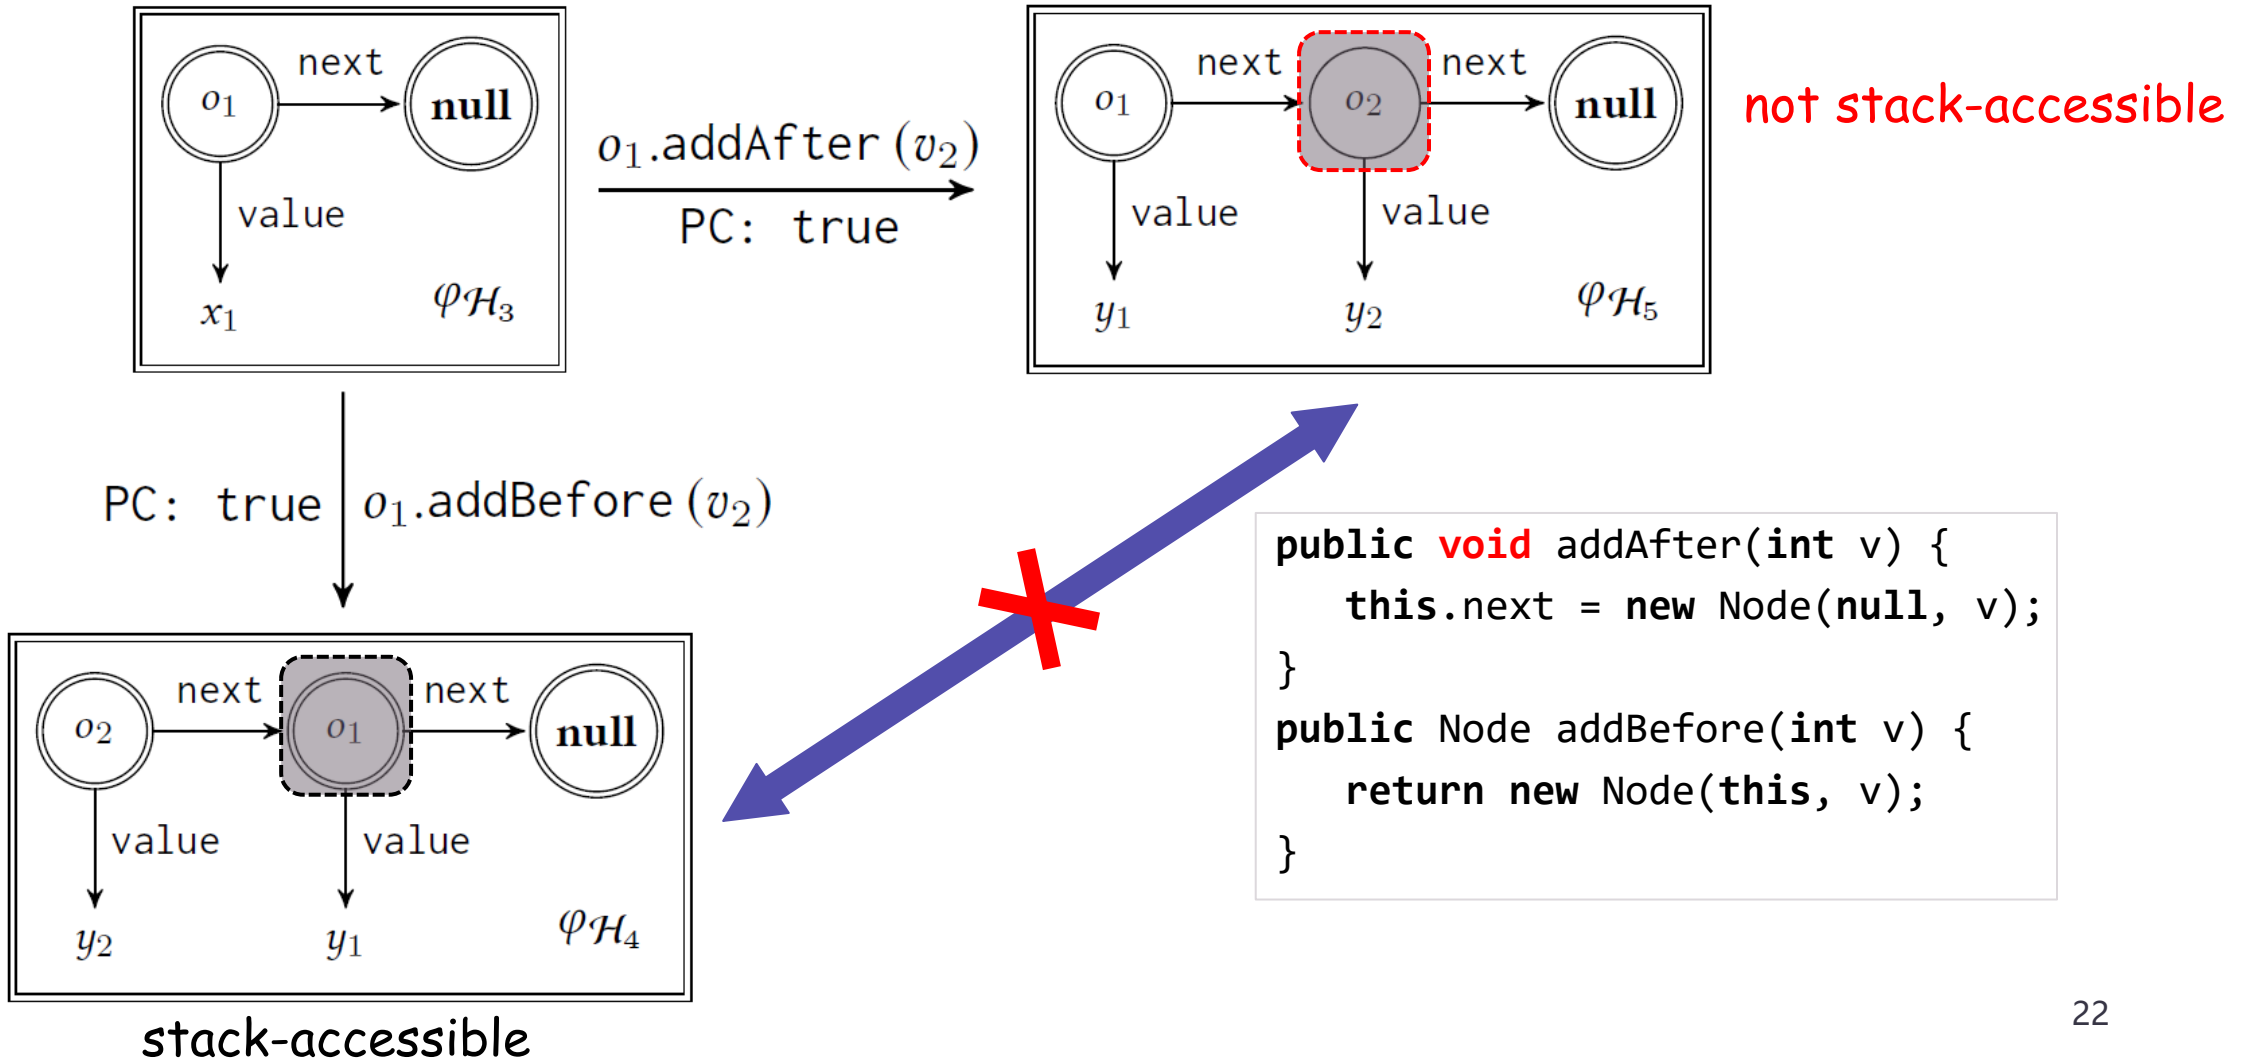 o₁ next null
value
x₁ φ𝓗₃
o₁.addAfter(v₂)
PC: true
o₁ next o₂ next null
value value
y₁ y₂ φ𝓗₅
not stack-accessible
PC: true o₁.addBefore(v₂)
o₂ next o₁ next null
value value
y₂ y₁ φ𝓗₄
stack-accessible
public void addAfter(int v) {
this.next = new Node(null, v);
}
public Node addBefore(int v) {
return new Node(this, v);
}
22